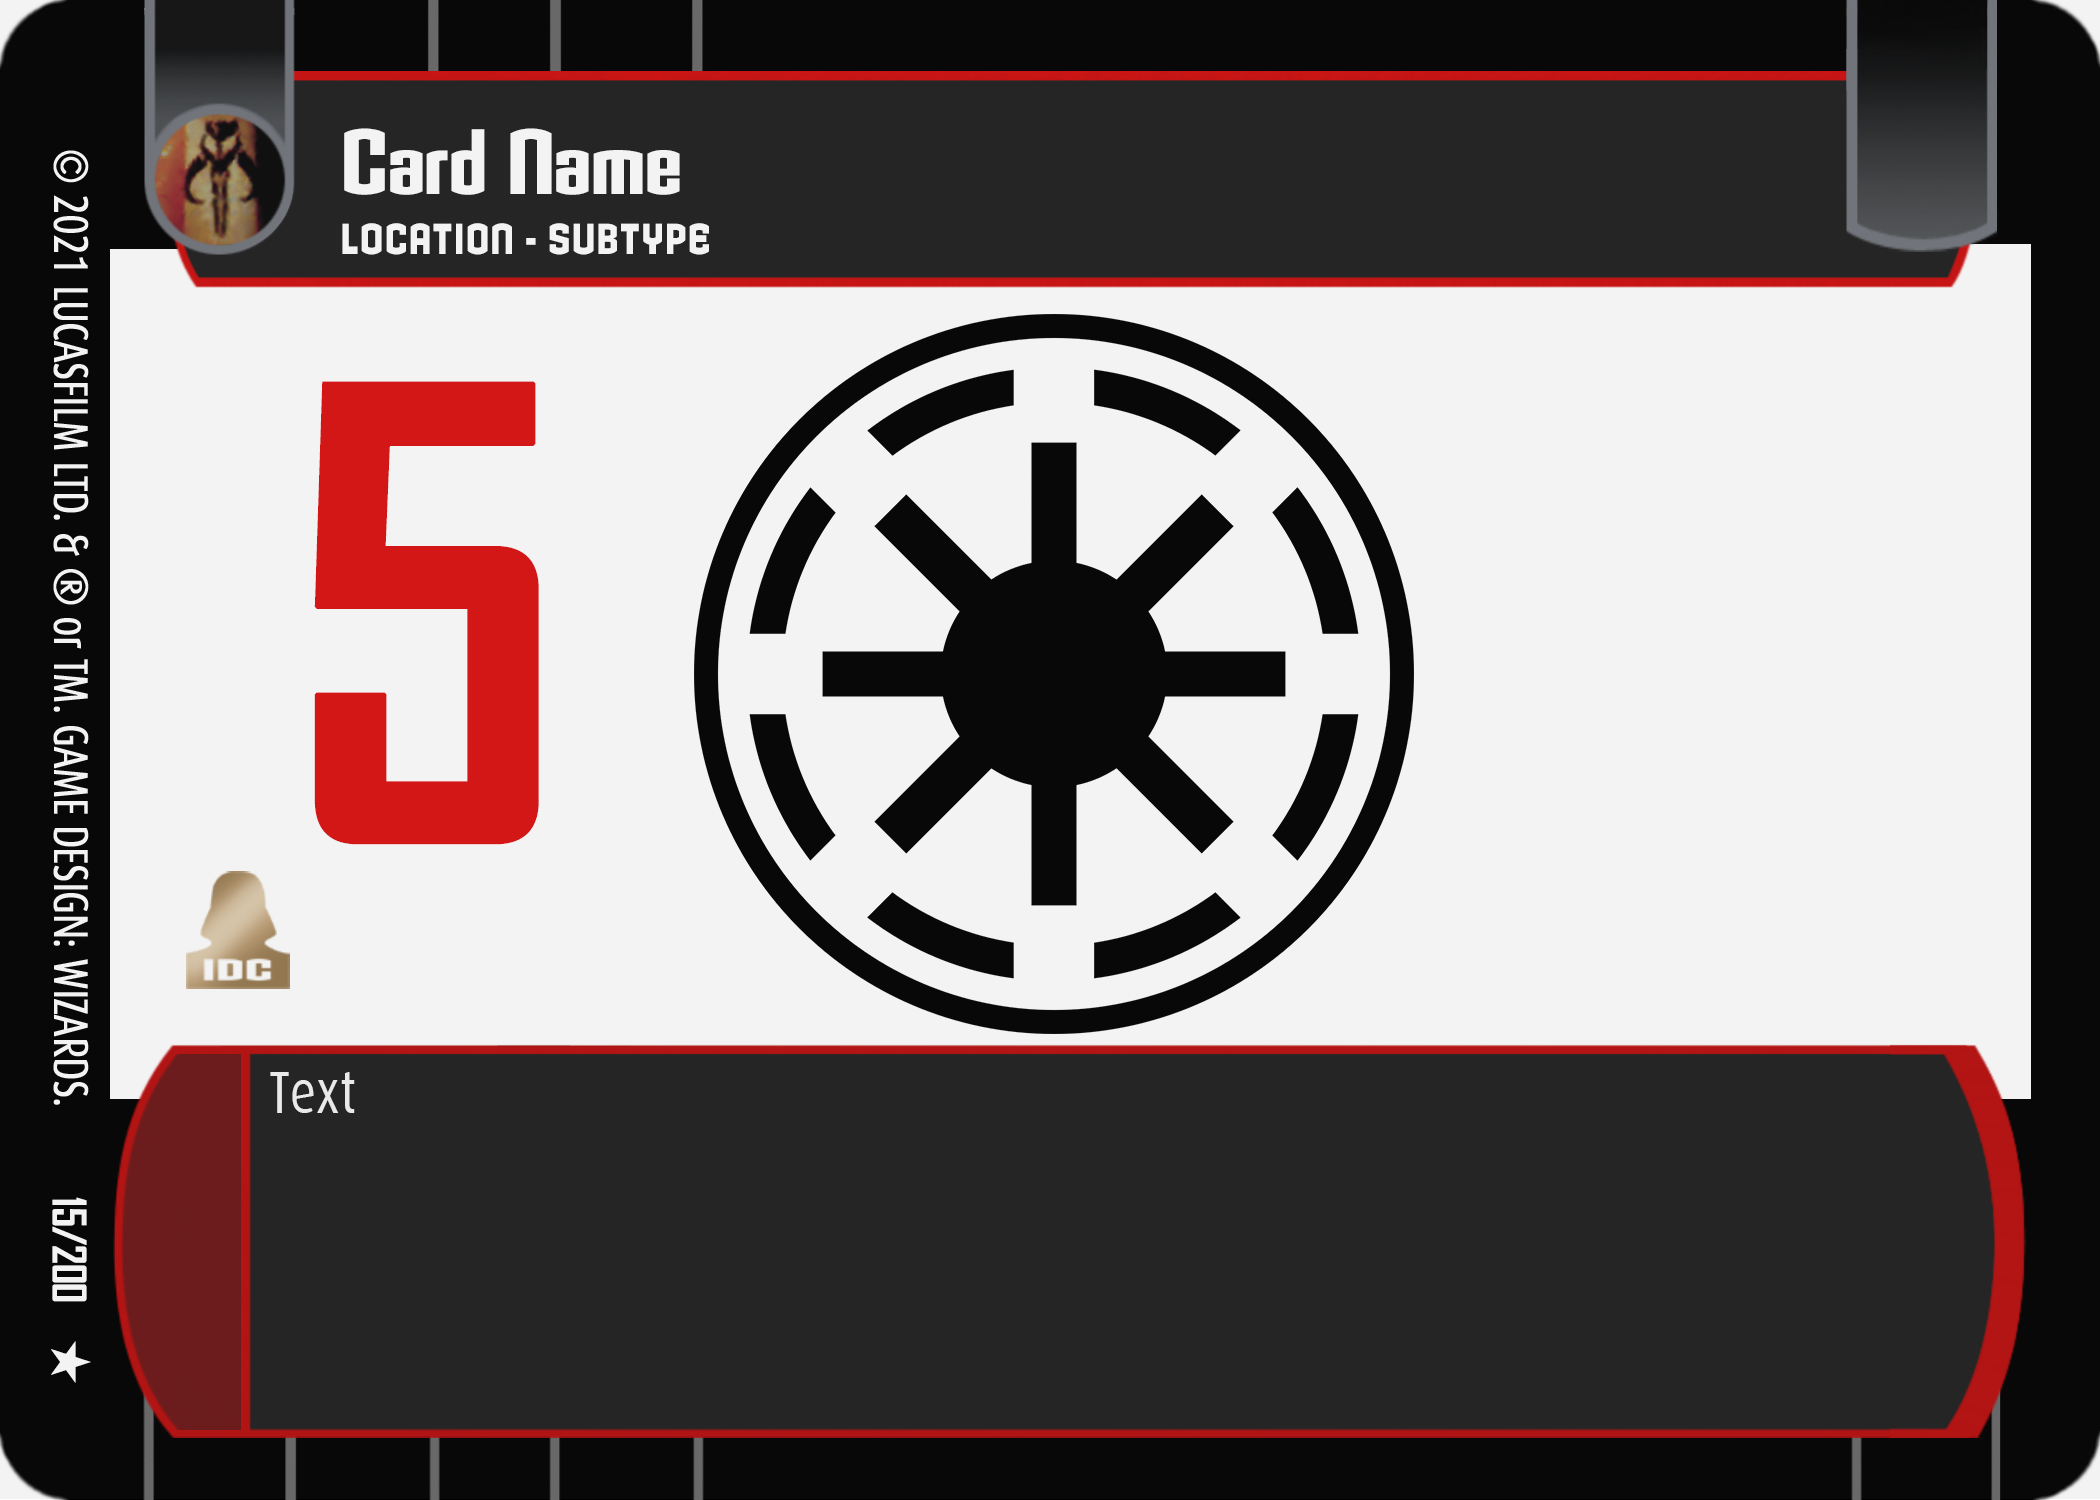 Card Name
LOCATION - SUBTYPE
5
IDC
Text
© 2021 LUCASFILM LTD. & ® or TM. GAME DESIGN: WIZARDS.
15/200 ★